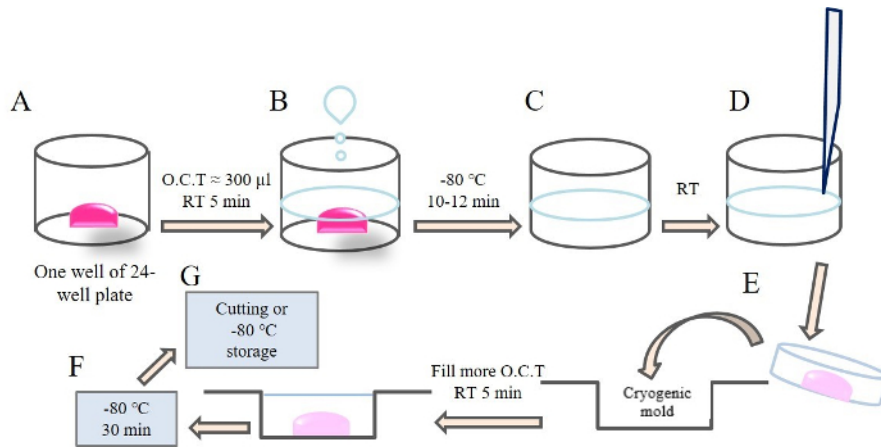 A
B
C
D
O.C.T ≈ 300 µl
RT 5 min
-80 °C
10-12 min
RT
One well of 24-
well plate
G
Cutting or
-80 °C
storage
E
F
-80 °C
30 min
Fill more O.C.T
RT 5 min
Cryogenic
mold